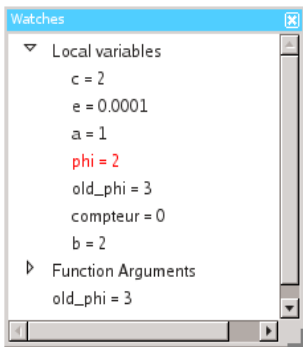 Watches
Local variables
c = 2
e = 0.0001
a = 1
phi = 2
old_phi = 3
compteur = 0
b = 2
Function Arguments
old_phi = 3